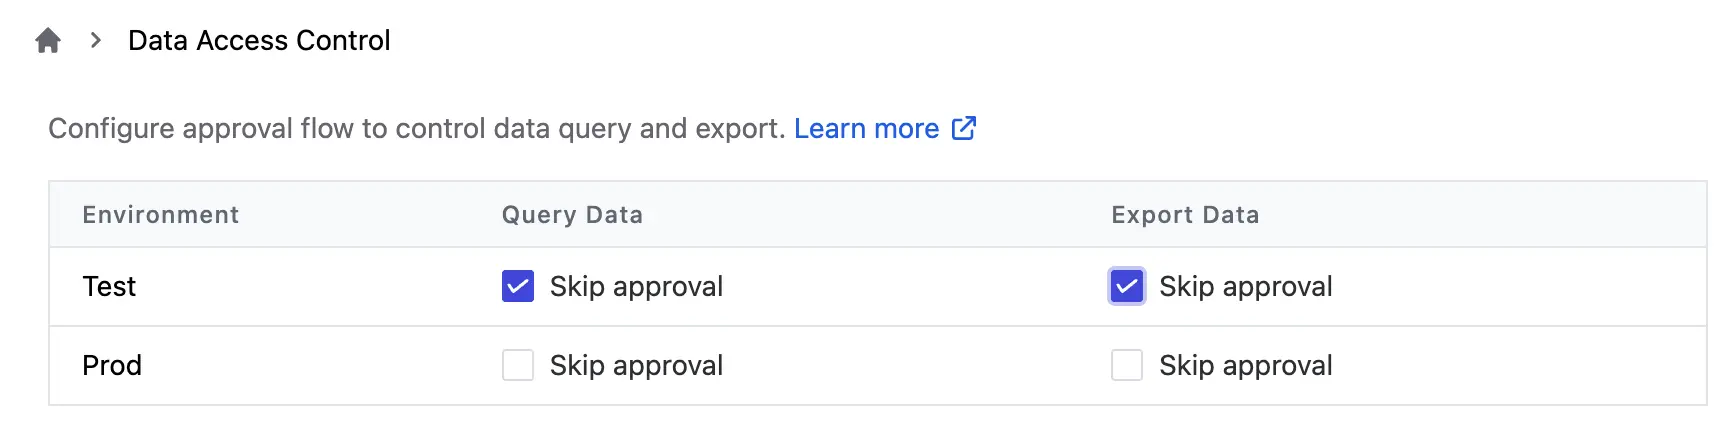 Data Access Control
Configure approval flow to control data query and export. Learn more
Environment Query Data Export Data
Test Skip approval Skip approval
Prod Skip approval Skip approval